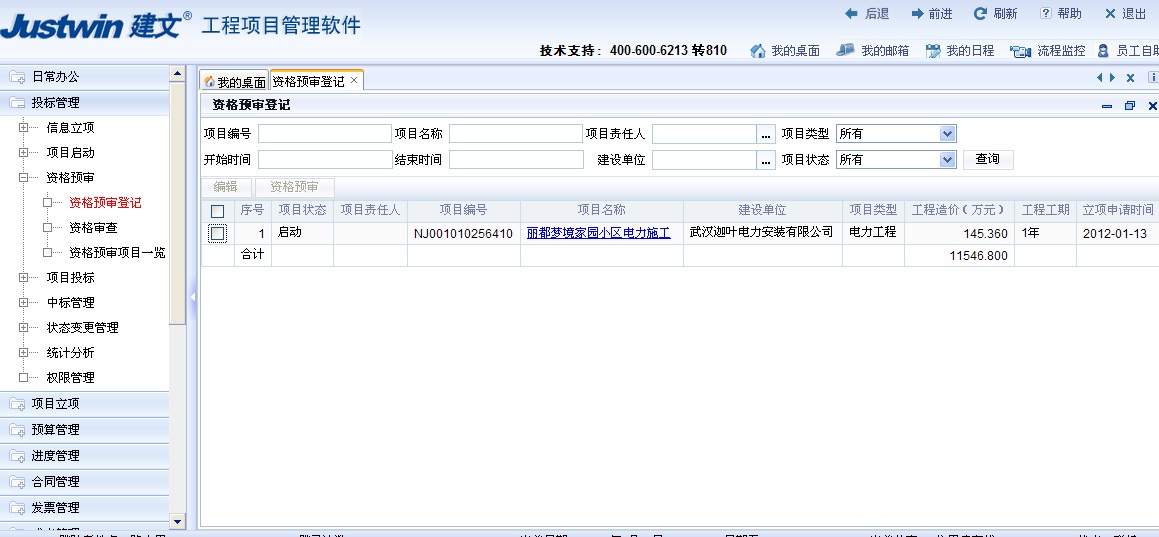 Justwin 建文® 工程项目管理软件
后退 前进 刷新 帮助 退出
技术支持：400-600-6213 转810 我的桌面 我的邮箱 我的日程 流程监控 员工自助
日常办公
投标管理
信息立项
项目启动
资格预审
资格预审登记
资格审查
资格预审项目一览
项目投标
中标管理
状态变更管理
统计分析
权限管理
项目立项
预算管理
进度管理
合同管理
发票管理
我的桌面 资格预审登记
资格预审登记
项目编号 项目名称 项目责任人 ... 项目类型 所有
开始时间 结束时间 建设单位 ... 项目状态 所有 查询
编辑 资格预审
序号 项目状态 项目责任人 项目编号 项目名称 建设单位 项目类型 工程造价（万元） 工程工期 立项申请时间
1 启动 NJ001010256410 丽都梦境家园小区电力施工 武汉迦叶电力安装有限公司 电力工程 145.360 1年 2012-01-13
合计 11546.800